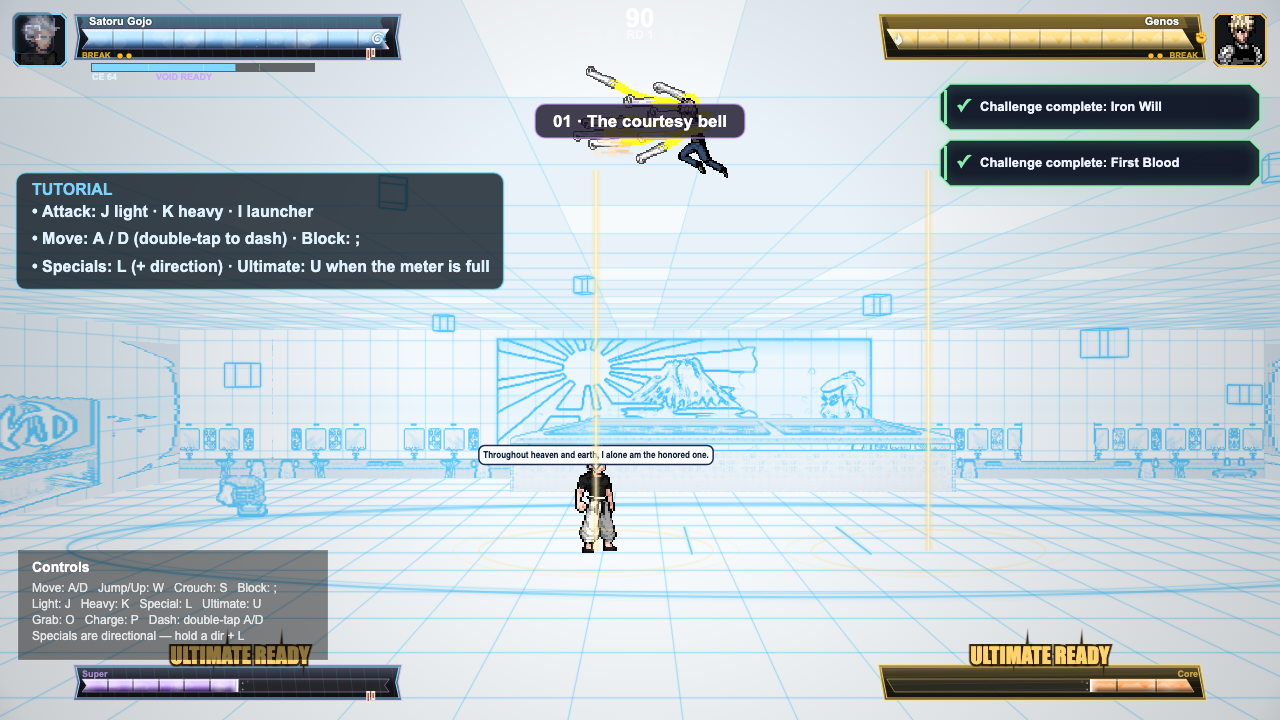 Satoru Gojo
BREAK
CE 64
VOID READY
90
RD 1
Genos
BREAK
01 · The courtesy bell
✓ Challenge complete: Iron Will
✓ Challenge complete: First Blood
TUTORIAL
• Attack: J light · K heavy · I launcher
• Move: A / D (double-tap to dash) · Block: ;
• Specials: L (+ direction) · Ultimate: U when the meter is full
Throughout heaven and earth, I alone am the honored one.
Controls
Move: A/D Jump/Up: W Crouch: S Block: ;
Light: J Heavy: K Special: L Ultimate: U
Grab: O Charge: P Dash: double-tap A/D
Specials are directional — hold a dir + L
ULTIMATE READY
Super
ULTIMATE READY
Core